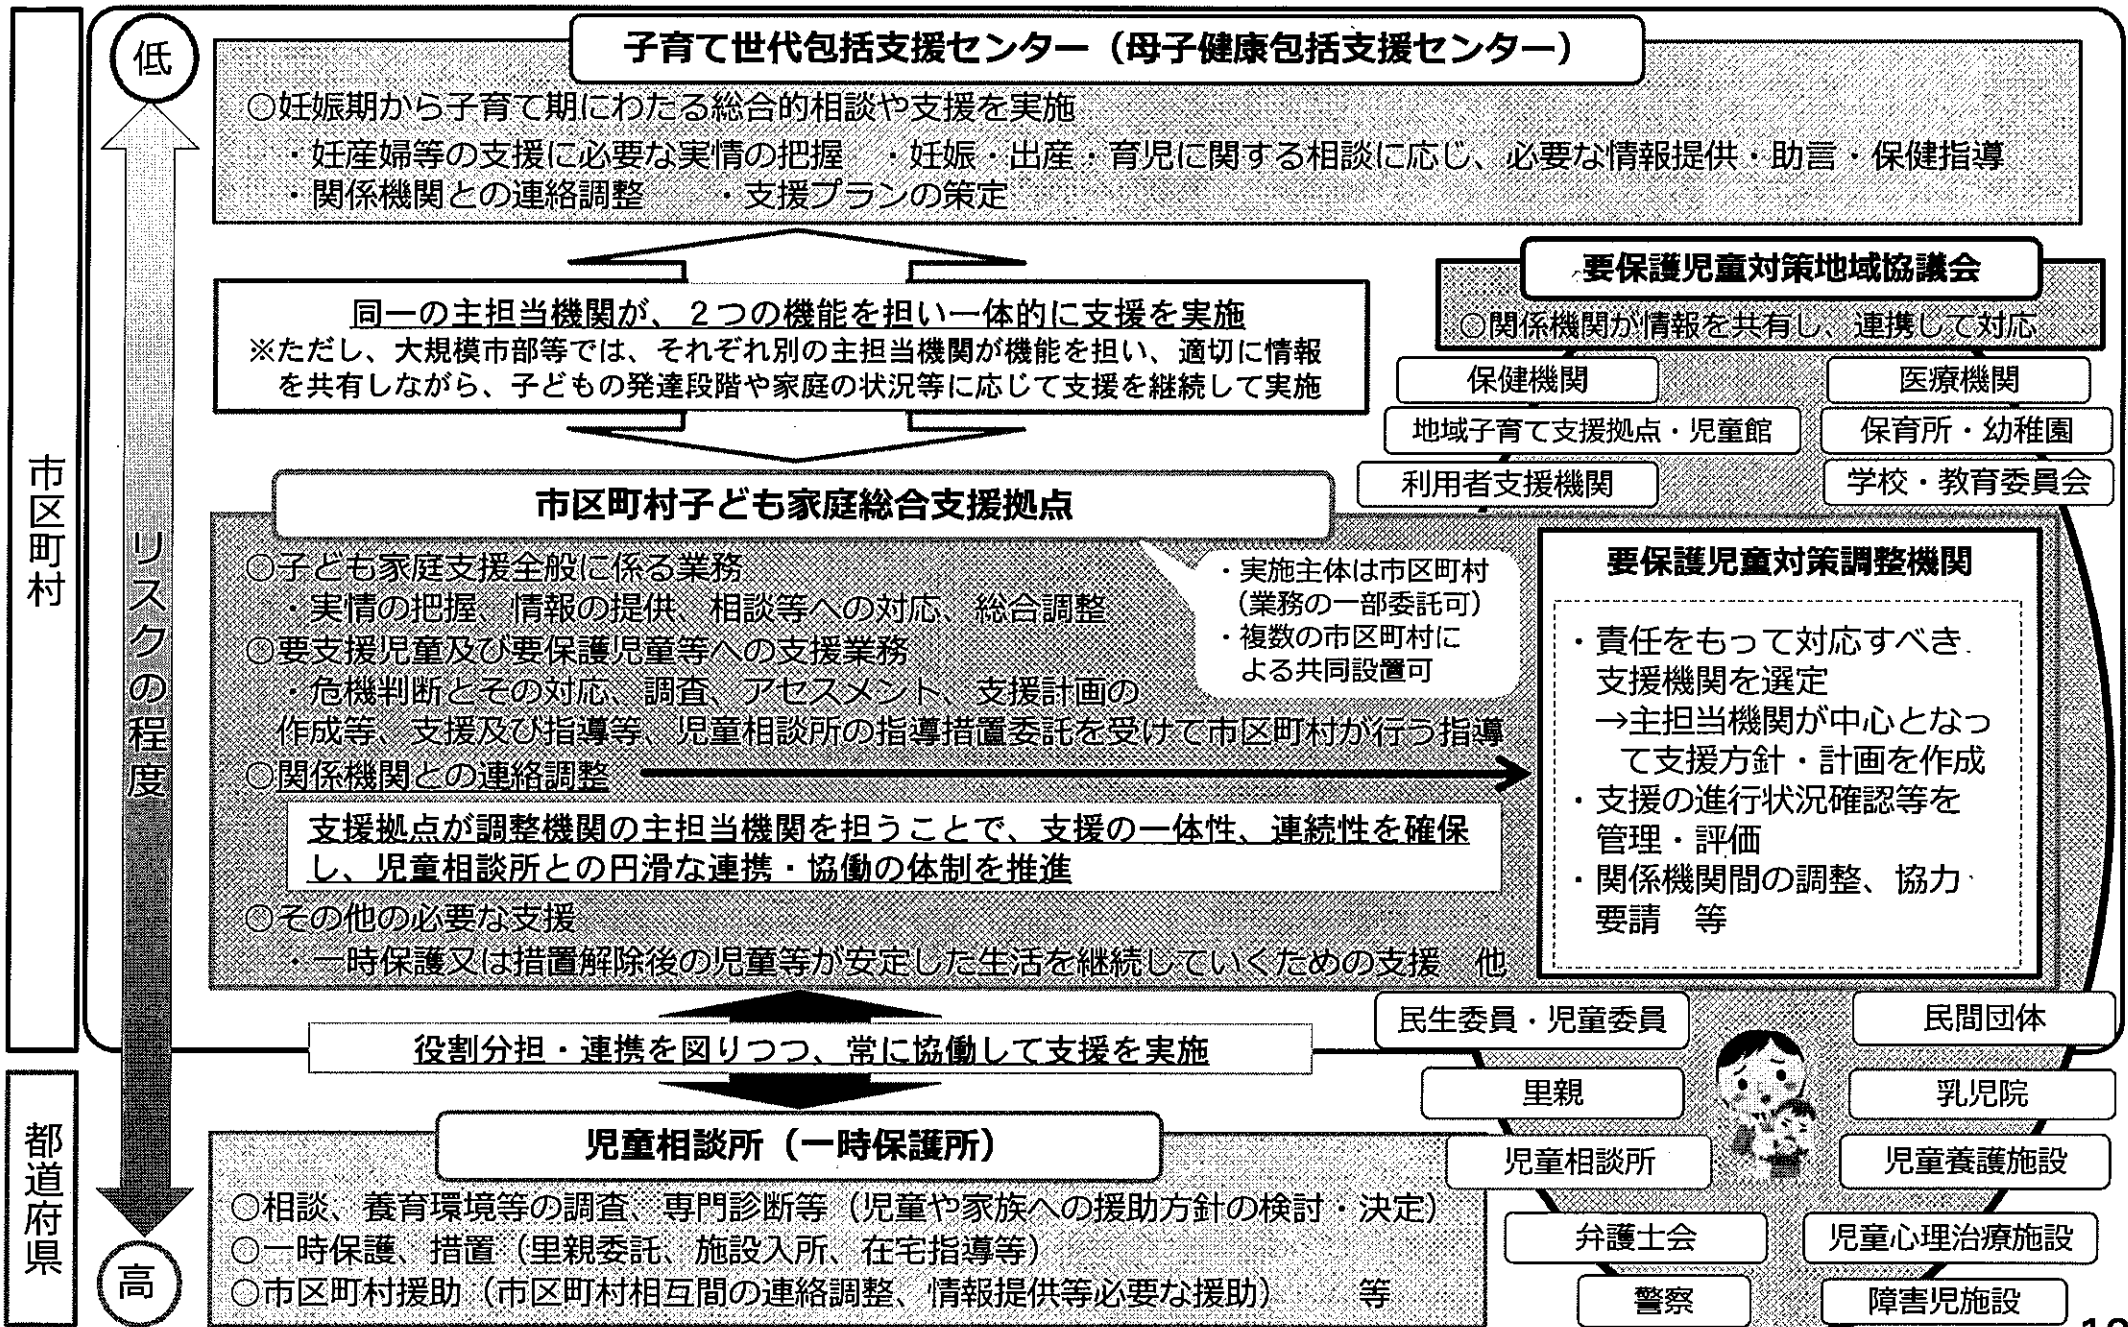 市区町村
都道府県
低
リスクの程度
高
子育て世代包括支援センター（母子健康包括支援センター）
○妊娠期から子育て期にわたる総合的相談や支援を実施
・妊産婦等の支援に必要な実情の把握　・妊娠・出産・育児に関する相談に応じ、必要な情報提供・助言・保健指導
・関係機関との連絡調整　　・支援プランの策定
同一の主担当機関が、２つの機能を担い一体的に支援を実施
※ただし、大規模市部等では、それぞれ別の主担当機関が機能を担い、適切に情報
を共有しながら、子どもの発達段階や家庭の状況等に応じて支援を継続して実施
要保護児童対策地域協議会
○関係機関が情報を共有し、連携して対応
保健機関
医療機関
地域子育て支援拠点・児童館
保育所・幼稚園
利用者支援機関
学校・教育委員会
市区町村子ども家庭総合支援拠点
○子ども家庭支援全般に係る業務
・実情の把握、情報の提供、相談等への対応、総合調整
○要支援児童及び要保護児童等への支援業務
・危機判断とその対応、調査、アセスメント、支援計画の
作成等、支援及び指導等、児童相談所の指導措置委託を受けて市区町村が行う指導
○関係機関との連絡調整
支援拠点が調整機関の主担当機関を担うことで、支援の一体性、連続性を確保
し、児童相談所との円滑な連携・協働の体制を推進
○その他の必要な支援
・一時保護又は措置解除後の児童等が安定した生活を継続していくための支援　他
・実施主体は市区町村
（業務の一部委託可）
・複数の市区町村に
よる共同設置可
要保護児童対策調整機関
・責任をもって対応すべき
支援機関を選定
→主担当機関が中心となっ
て支援方針・計画を作成
・支援の進行状況確認等を
管理・評価
・関係機関間の調整、協力
要請　等
役割分担・連携を図りつつ、常に協働して支援を実施
児童相談所（一時保護所）
○相談、養育環境等の調査、専門診断等（児童や家族への援助方針の検討・決定）
○一時保護、措置（里親委託、施設入所、在宅指導等）
○市区町村援助（市区町村相互間の連絡調整、情報提供等必要な援助）　　等
民生委員・児童委員
民間団体
里親
乳児院
児童相談所
児童養護施設
弁護士会
児童心理治療施設
警察
障害児施設